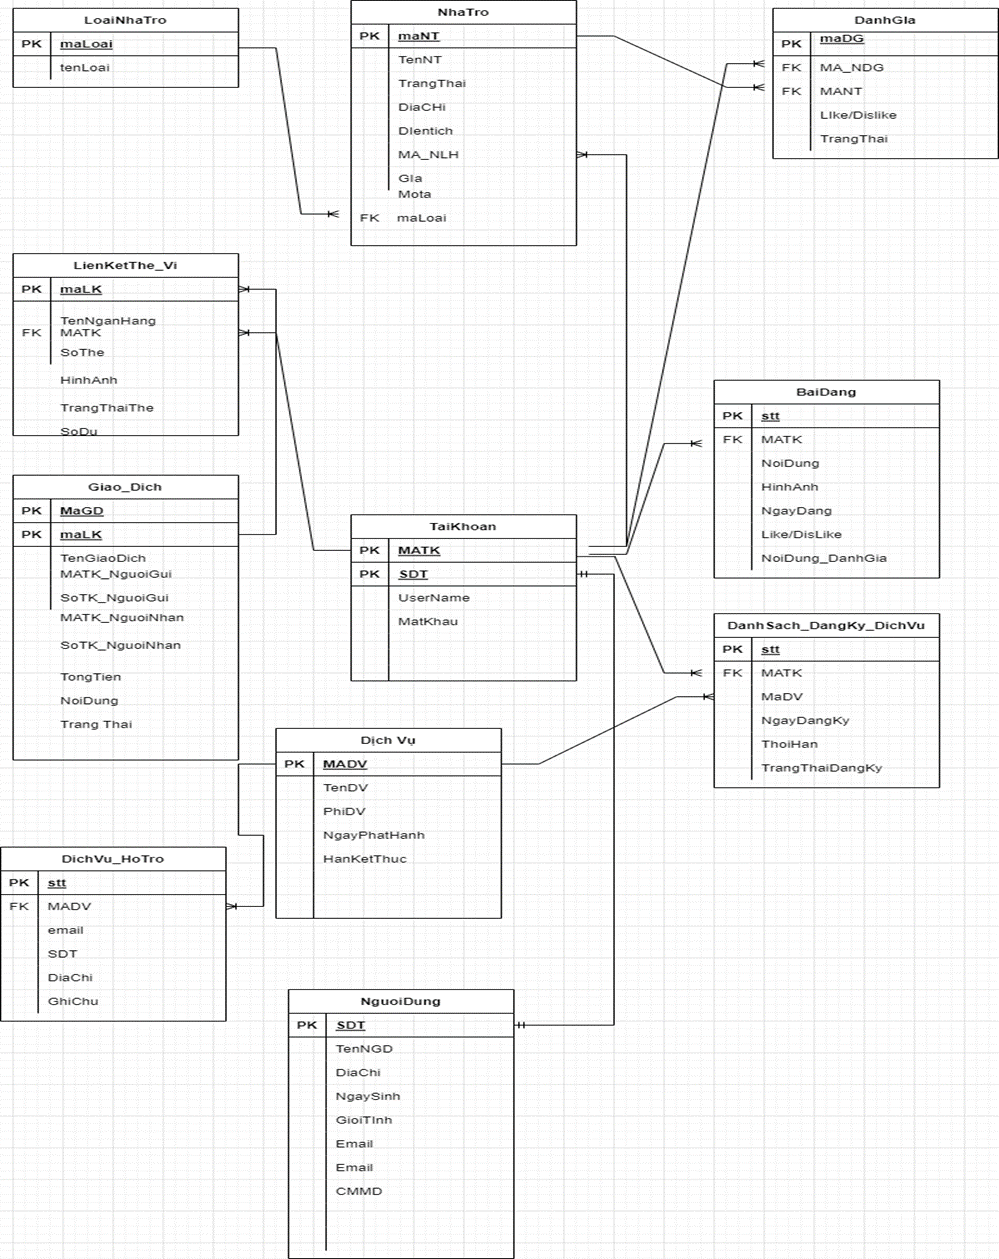 LoaiNhaTro
PK maLoai
tenLoai
NhaTro
PK maNT
TenNT
TrangThai
DiaCHi
DIentich
MA_NLH
GIa
Mota
FK maLoai
DanhGIa
PK maDG
FK MA_NDG
FK MANT
LIke/Dislike
TrangThai
LienKetThe_Vi
PK maLK
TenNganHang
FK MATK
SoThe
HinhAnh
TrangThaiThe
SoDu
BaiDang
PK stt
FK MATK
NoiDung
HinhAnh
NgayDang
Like/DisLike
NoiDung_DanhGia
Giao_Dich
PK MaGD
PK maLK
TenGiaoDich
MATK_NguoiGui
SoTK_NguoiGui
MATK_NguoiNhan
SoTK_NguoiNhan
TongTien
NoiDung
Trang Thai
TaiKhoan
PK MATK
PK SDT
UserName
MatKhau
DanhSach_DangKy_DichVu
PK stt
FK MATK
MaDV
NgayDangKy
ThoiHan
TrangThaiDangKy
Dịch Vụ
PK MADV
TenDV
PhiDV
NgayPhatHanh
HanKetThuc
DichVu_HoTro
PK stt
FK MADV
email
SDT
DiaChi
GhiChu
NguoiDung
PK SDT
TenNGD
DiaChi
NgaySinh
GioiTInh
Email
Email
CMMD